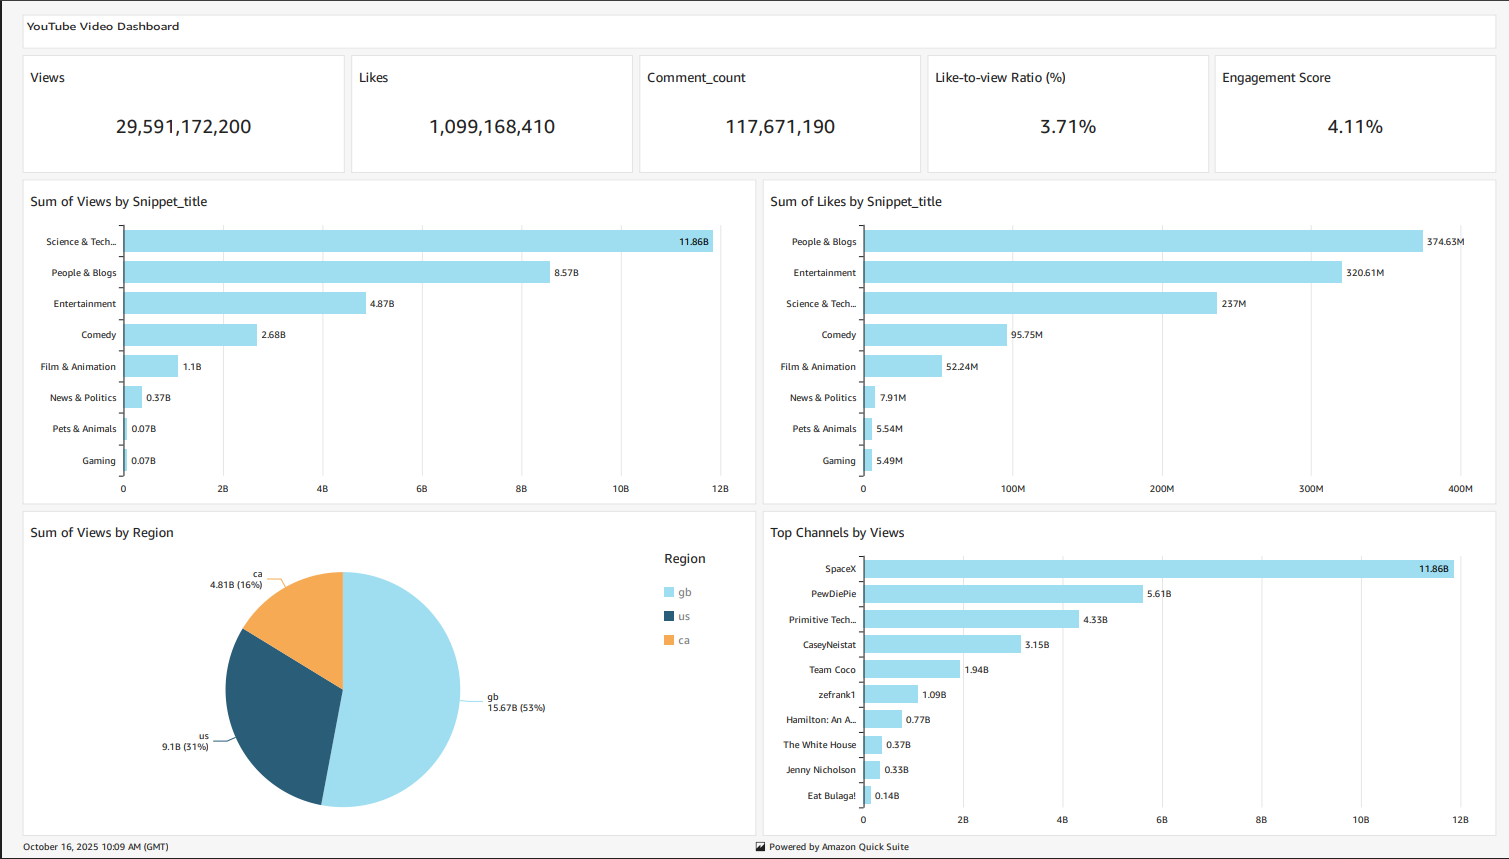 YouTube Video Dashboard
Views
29,591,172,200
Likes
1,099,168,410
Comment_count
117,671,190
Like-to-view Ratio (%)
3.71%
Engagement Score
4.11%
Sum of Views by Snippet_title
Science & Tech... 11.86B
People & Blogs 8.57B
Entertainment 4.87B
Comedy 2.68B
Film & Animation 1.1B
News & Politics 0.37B
Pets & Animals 0.07B
Gaming 0.07B
0 2B 4B 6B 8B 10B 12B
Sum of Likes by Snippet_title
People & Blogs 374.63M
Entertainment 320.61M
Science & Tech... 237M
Comedy 95.75M
Film & Animation 52.24M
News & Politics 7.91M
Pets & Animals 5.54M
Gaming 5.49M
0 100M 200M 300M 400M
Sum of Views by Region
ca
4.81B (16%)
gb
15.67B (53%)
us
9.1B (31%)
Region
gb
us
ca
Top Channels by Views
SpaceX 11.86B
PewDiePie 5.61B
Primitive Tech... 4.33B
CaseyNeistat 3.15B
Team Coco 1.94B
zefrank1 1.09B
Hamilton: An A... 0.77B
The White House 0.37B
Jenny Nicholson 0.33B
Eat Bulaga! 0.14B
0 2B 4B 6B 8B 10B 12B
October 16, 2025 10:09 AM (GMT)
Powered by Amazon Quick Suite